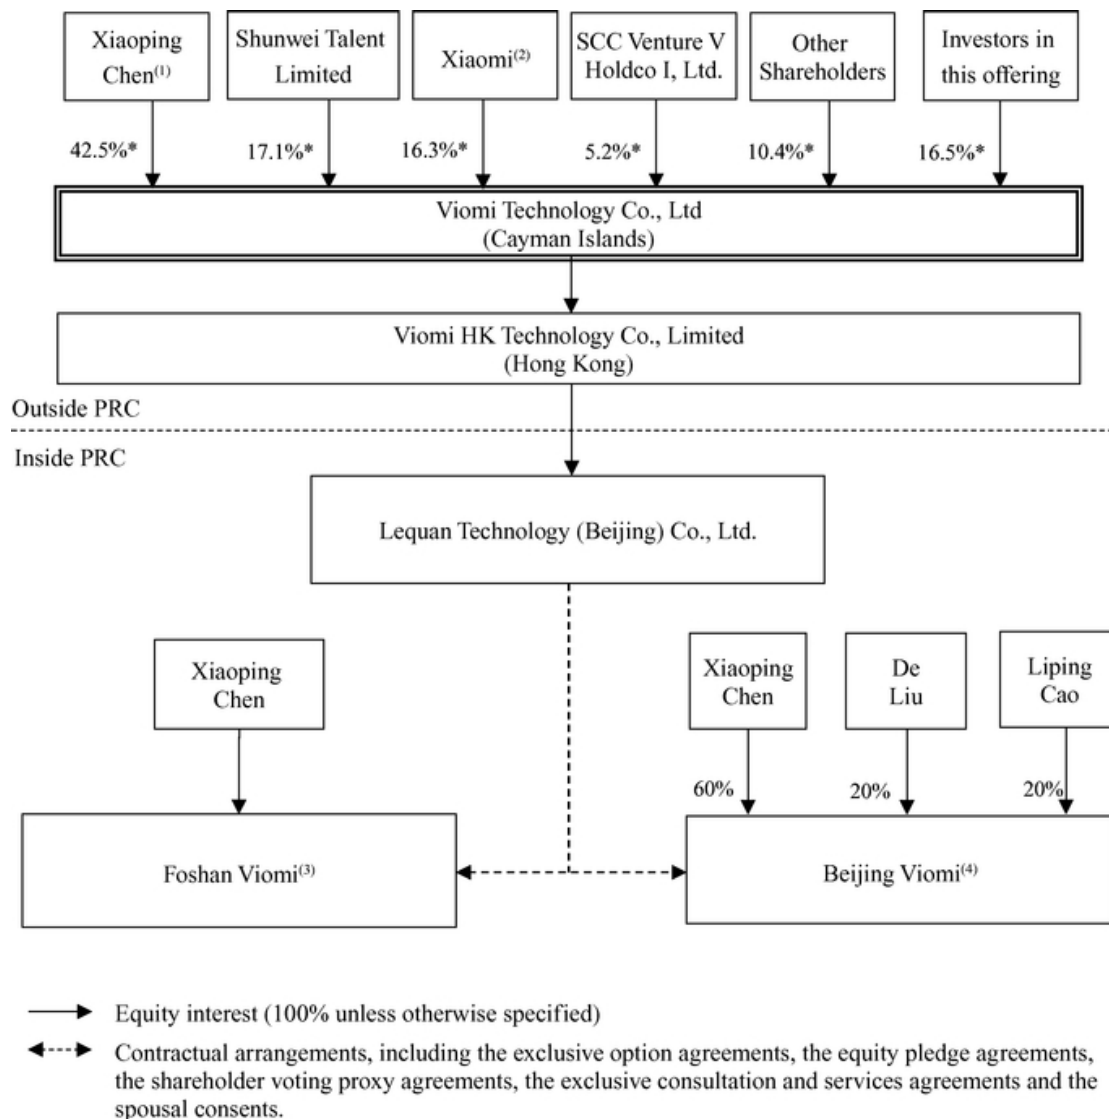 Xiaoping
Chen(1)
Shunwei Talent
Limited
Xiaomi(2)
SCC Venture V
Holdco I, Ltd.
Other
Shareholders
Investors in
this offering
42.5%*
17.1%*
16.3%*
5.2%*
10.4%*
16.5%*
Viomi Technology Co., Ltd
(Cayman Islands)
Viomi HK Technology Co., Limited
(Hong Kong)
Outside PRC
Inside PRC
Lequan Technology (Beijing) Co., Ltd.
Xiaoping
Chen
Xiaoping
Chen
De
Liu
Liping
Cao
60%
20%
20%
Foshan Viomi(3)
Beijing Viomi(4)
Equity interest (100% unless otherwise specified)
Contractual arrangements, including the exclusive option agreements, the equity pledge agreements,
the shareholder voting proxy agreements, the exclusive consultation and services agreements and the
spousal consents.